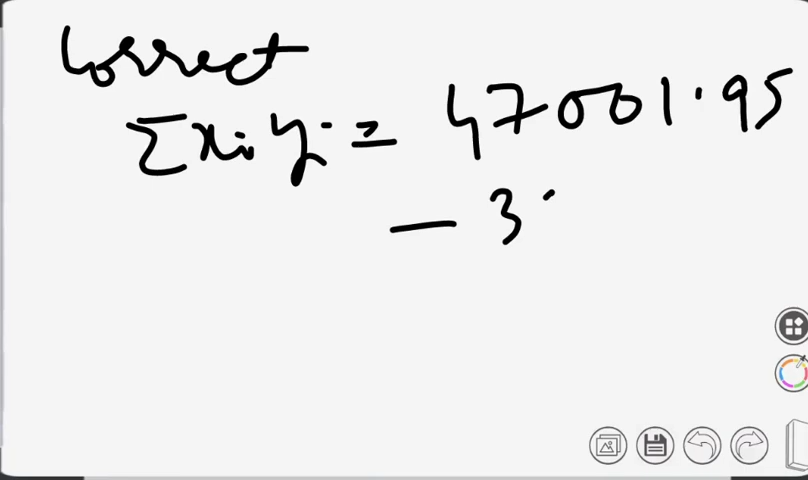 Correct
Σxiyi = 47001.95
— 3.